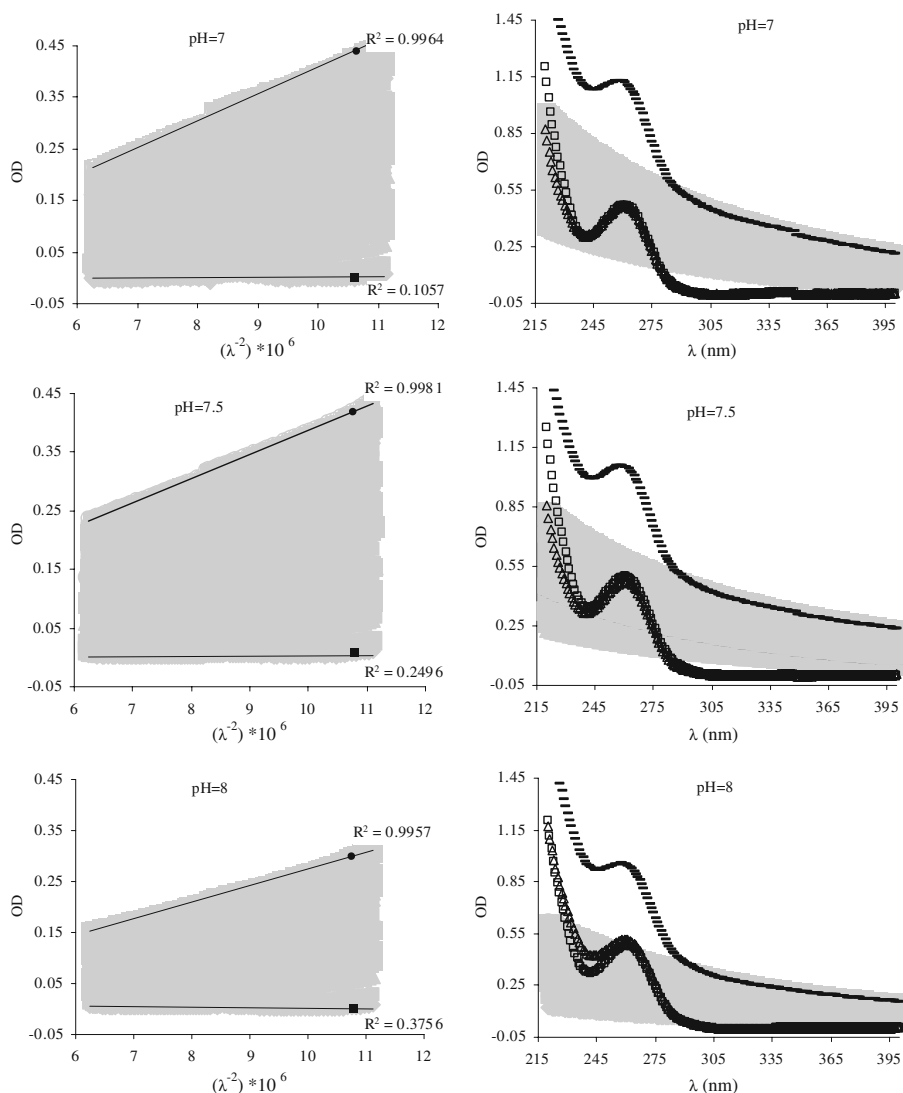 pH=7
R² = 0.9964
0.45
0.35
0.25
0.15
0.05
-0.05
OD
R² = 0.1057
6 7 8 9 10 11 12
(λ⁻²) *10⁶
pH=7
1.45
1.15
0.85
0.55
0.25
-0.05
OD
215 245 275 305 335 365 395
λ (nm)
pH=7.5
R² = 0.9981
0.45
0.35
0.25
0.15
0.05
-0.05
OD
R² = 0.2496
6 7 8 9 10 11 12
(λ⁻²) *10⁶
pH=7.5
1.45
1.15
0.85
0.55
0.25
-0.05
OD
215 245 275 305 335 365 395
λ (nm)
pH=8
R² = 0.9957
0.45
0.35
0.25
0.15
0.05
-0.05
OD
R² = 0.3756
6 7 8 9 10 11 12
(λ⁻²) *10⁶
pH=8
1.45
1.15
0.85
0.55
0.25
-0.05
OD
215 245 275 305 335 365 395
λ (nm)